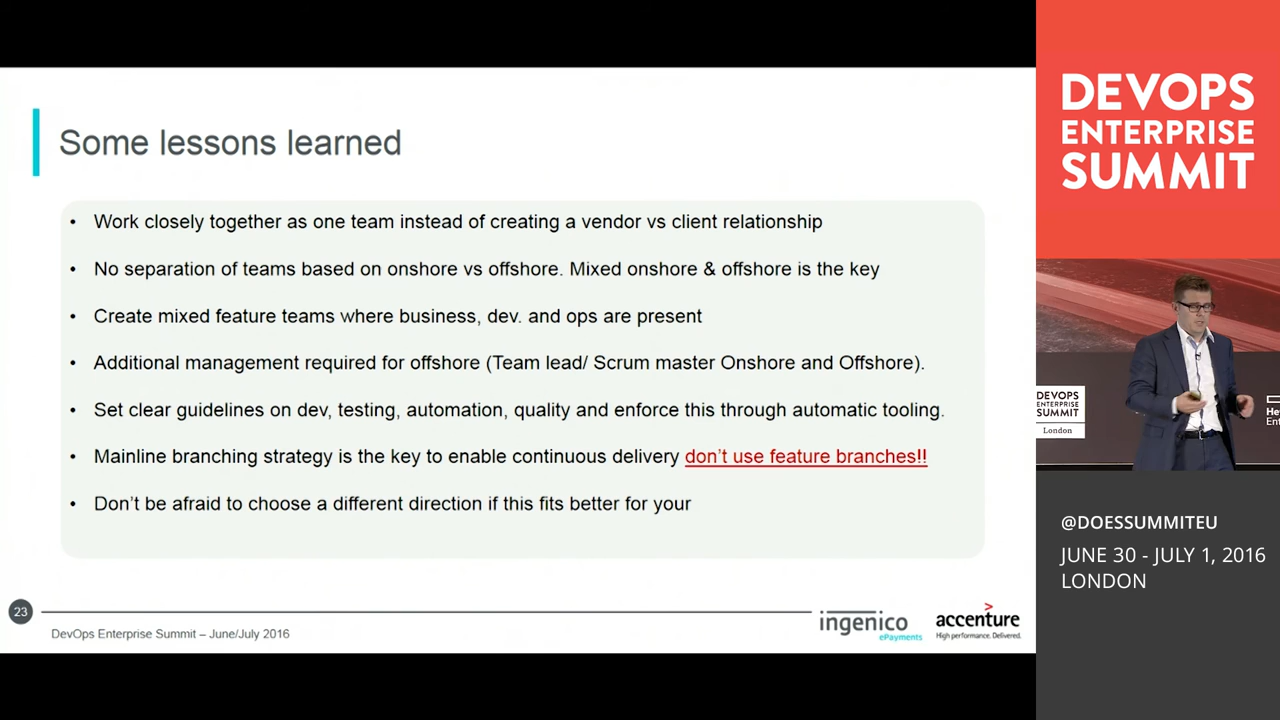 Some lessons learned
• Work closely together as one team instead of creating a vendor vs client relationship
• No separation of teams based on onshore vs offshore. Mixed onshore & offshore is the key
• Create mixed feature teams where business, dev. and ops are present
• Additional management required for offshore (Team lead/ Scrum master Onshore and Offshore).
• Set clear guidelines on dev, testing, automation, quality and enforce this through automatic tooling.
• Mainline branching strategy is the key to enable continuous delivery don't use feature branches!!
• Don't be afraid to choose a different direction if this fits better for your
23
DevOps Enterprise Summit – June/July 2016
ingenico
ePayments
accenture
High performance. Delivered.
DEVOPS
ENTERPRISE
SUMMIT
DEVOPS
ENTERPRISE
SUMMIT
London
He
Ent
@DOESSUMMITEU
JUNE 30 - JULY 1, 2016
LONDON